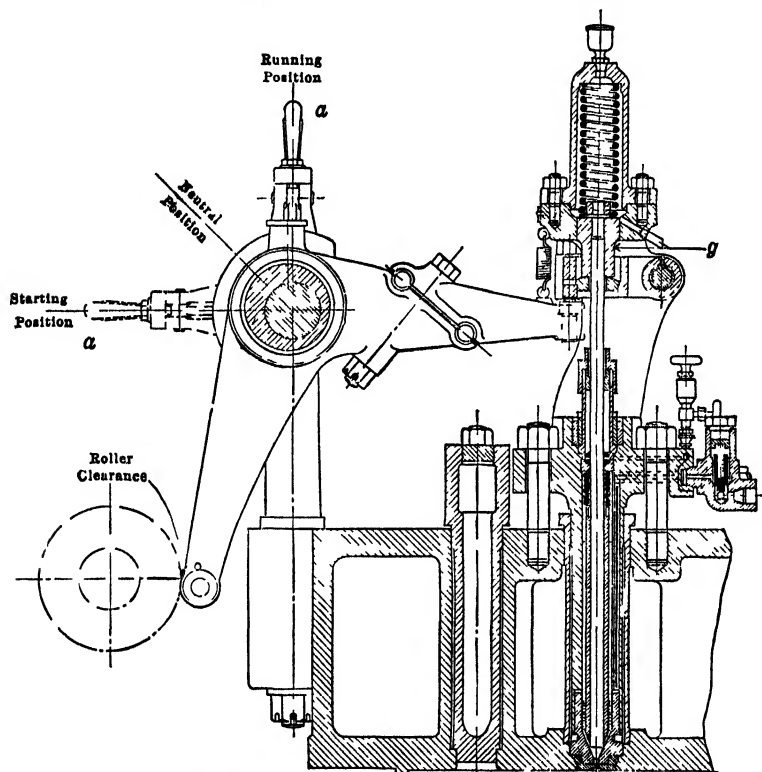 Running
Position
a
Neutral
Position
g
Starting
Position
a
Roller
Clearance